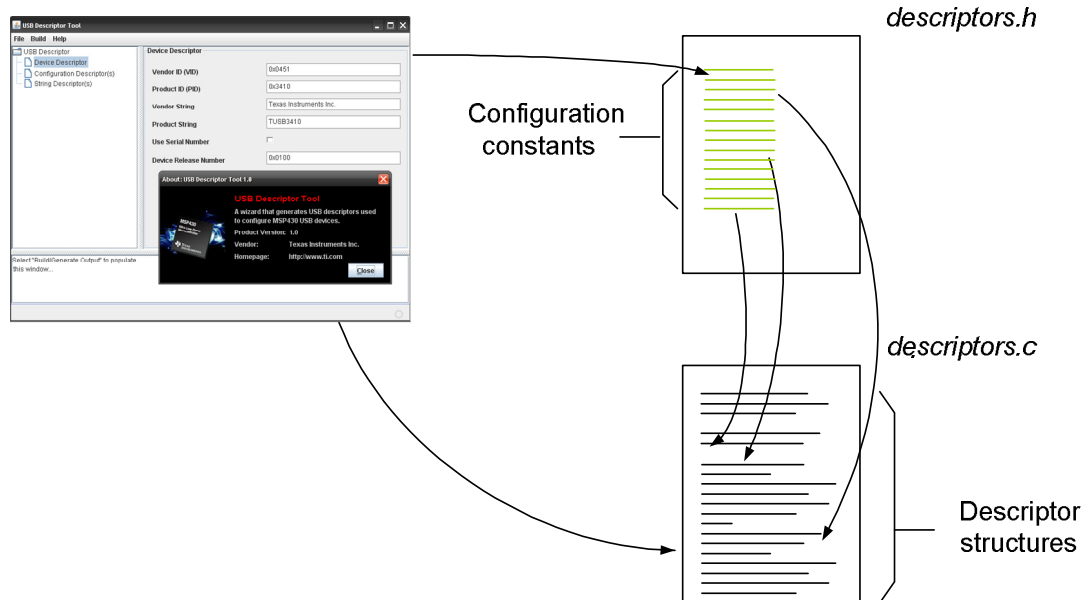 USB Descriptor Tool
File Build Help
USB Descriptor
Device Descriptor
Configuration Descriptor(s)
String Descriptor(s)
Device Descriptor
Vendor ID (VID)
0x0451
Product ID (PID)
0x3410
Vendor String
Texas Instruments Inc.
Product String
TUSB3410
Use Serial Number
Device Release Number
0x0100
About: USB Descriptor Tool 1.0
USB Descriptor Tool
A wizard that generates USB descriptors used
to configure MSP430 USB devices.
Product Version: 1.0
Vendor: Texas Instruments Inc.
Homepage: http://www.ti.com
Close
MSP430
Select "Build/Generate Output" to populate
this window...
descriptors.h
Configuration
constants
descriptors.c
Descriptor
structures